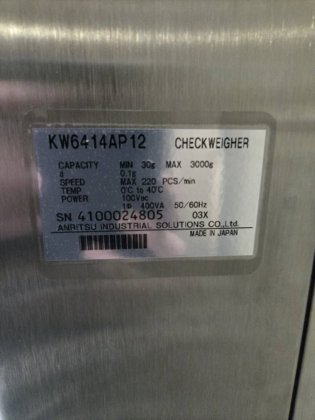 KW6414AP12 CHECKWEIGHER
CAPACITY MIN 30g MAX 3000g
d 0.1g
SPEED MAX 220 PCS/min
TEMP 0℃ to 40℃
POWER 100Vac
1Φ 400VA 50/60Hz
SN 4100024805 03X
ANRITSU INDUSTRIAL SOLUTIONS CO.,Ltd.
MADE IN JAPAN